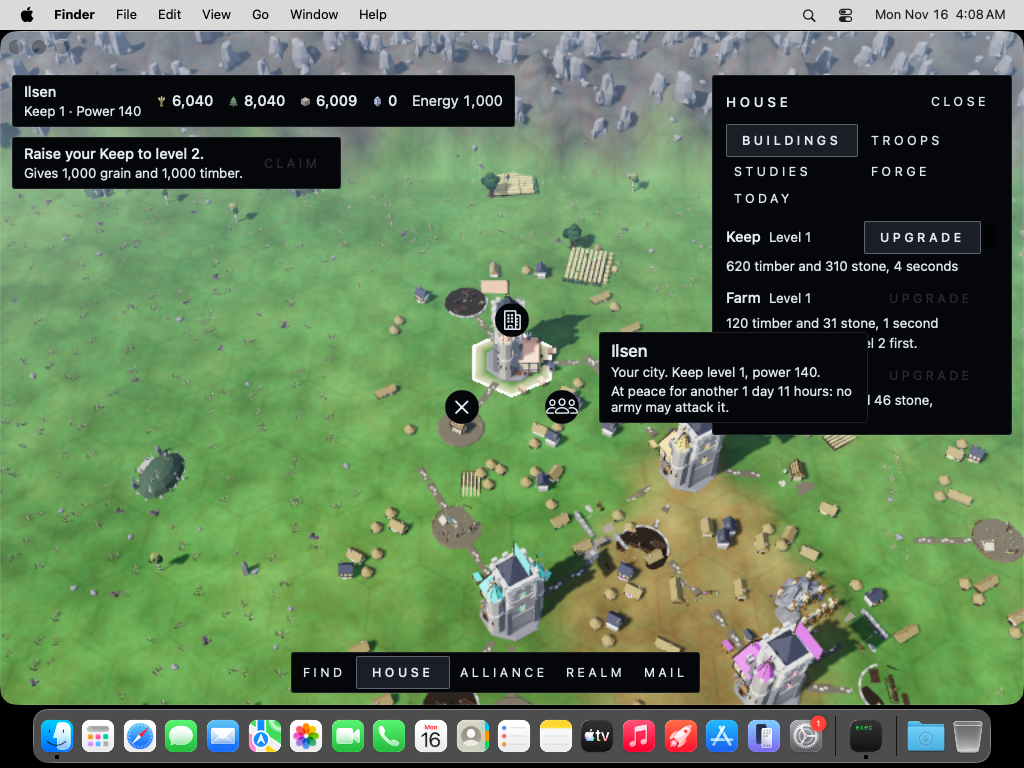 Finder File Edit View Go Window Help Mon Nov 16 4:08 AM
Ilsen
Keep 1 · Power 140
6,040 8,040 6,009 0 Energy 1,000
Raise your Keep to level 2.
Gives 1,000 grain and 1,000 timber.
CLAIM
HOUSE CLOSE
BUILDINGS TROOPS
STUDIES FORGE
TODAY
Keep Level 1 UPGRADE
620 timber and 310 stone, 4 seconds
Farm Level 1 UPGRADE
120 timber and 31 stone, 1 second
2 first.
UPGRADE
46 stone,
Ilsen
Your city. Keep level 1, power 140.
At peace for another 1 day 11 hours: no
army may attack it.
FIND HOUSE ALLIANCE REALM MAIL
Mon
16
tv
1
exec